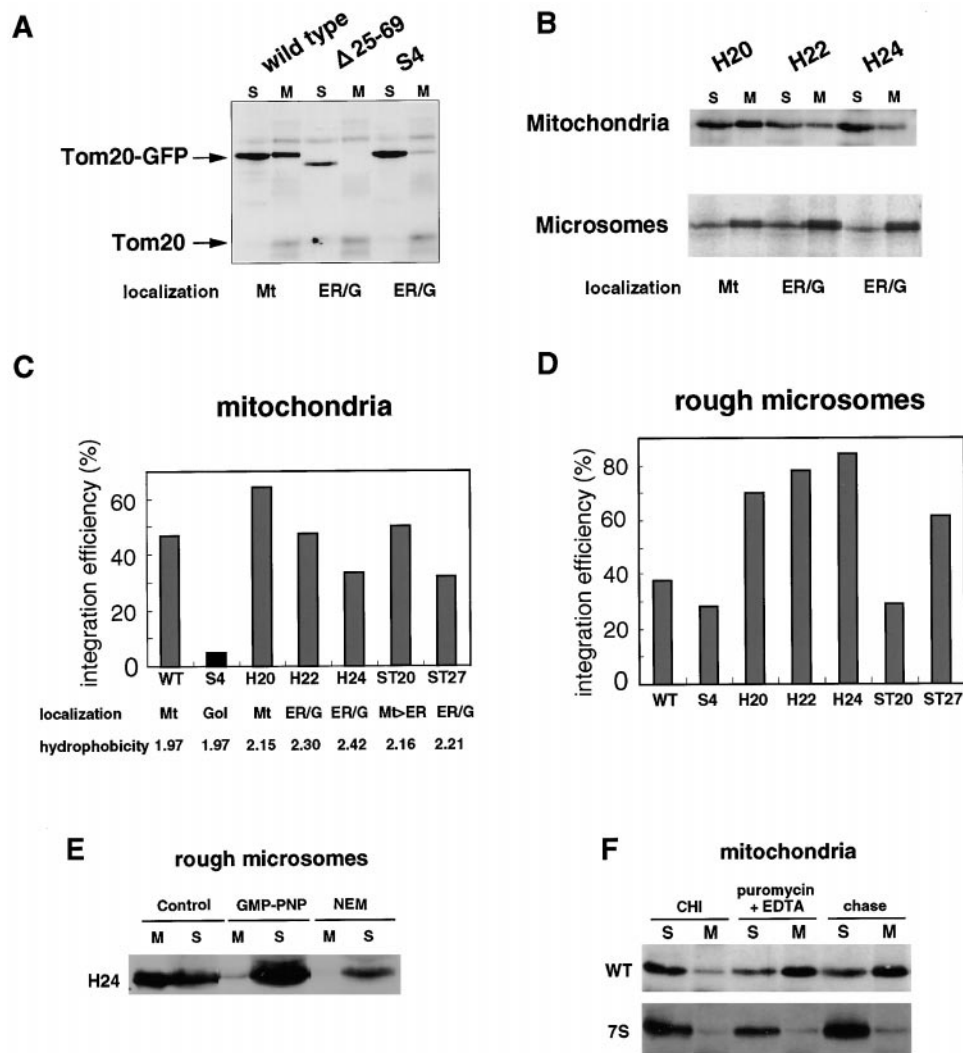 A
wild type Δ 25-69 S4
S M S M S M
Tom20-GFP
Tom20
localization Mt ER/G ER/G
B
H20 H22 H24
S M S M S M
Mitochondria
Microsomes
localization Mt ER/G ER/G
C
mitochondria
integration efficiency (%)
60
40
20
0
WT S4 H20 H22 H24 ST20 ST27
localization Mt Gol Mt ER/G ER/G Mt>ER ER/G
hydrophobicity 1.97 1.97 2.15 2.30 2.42 2.16 2.21
D
rough microsomes
integration efficiency (%)
80
60
40
20
0
WT S4 H20 H22 H24 ST20 ST27
E
rough microsomes
Control GMP-PNP NEM
M S M S M S
H24
F
mitochondria
CHI puromycin + EDTA chase
S M S M S M
WT
7S